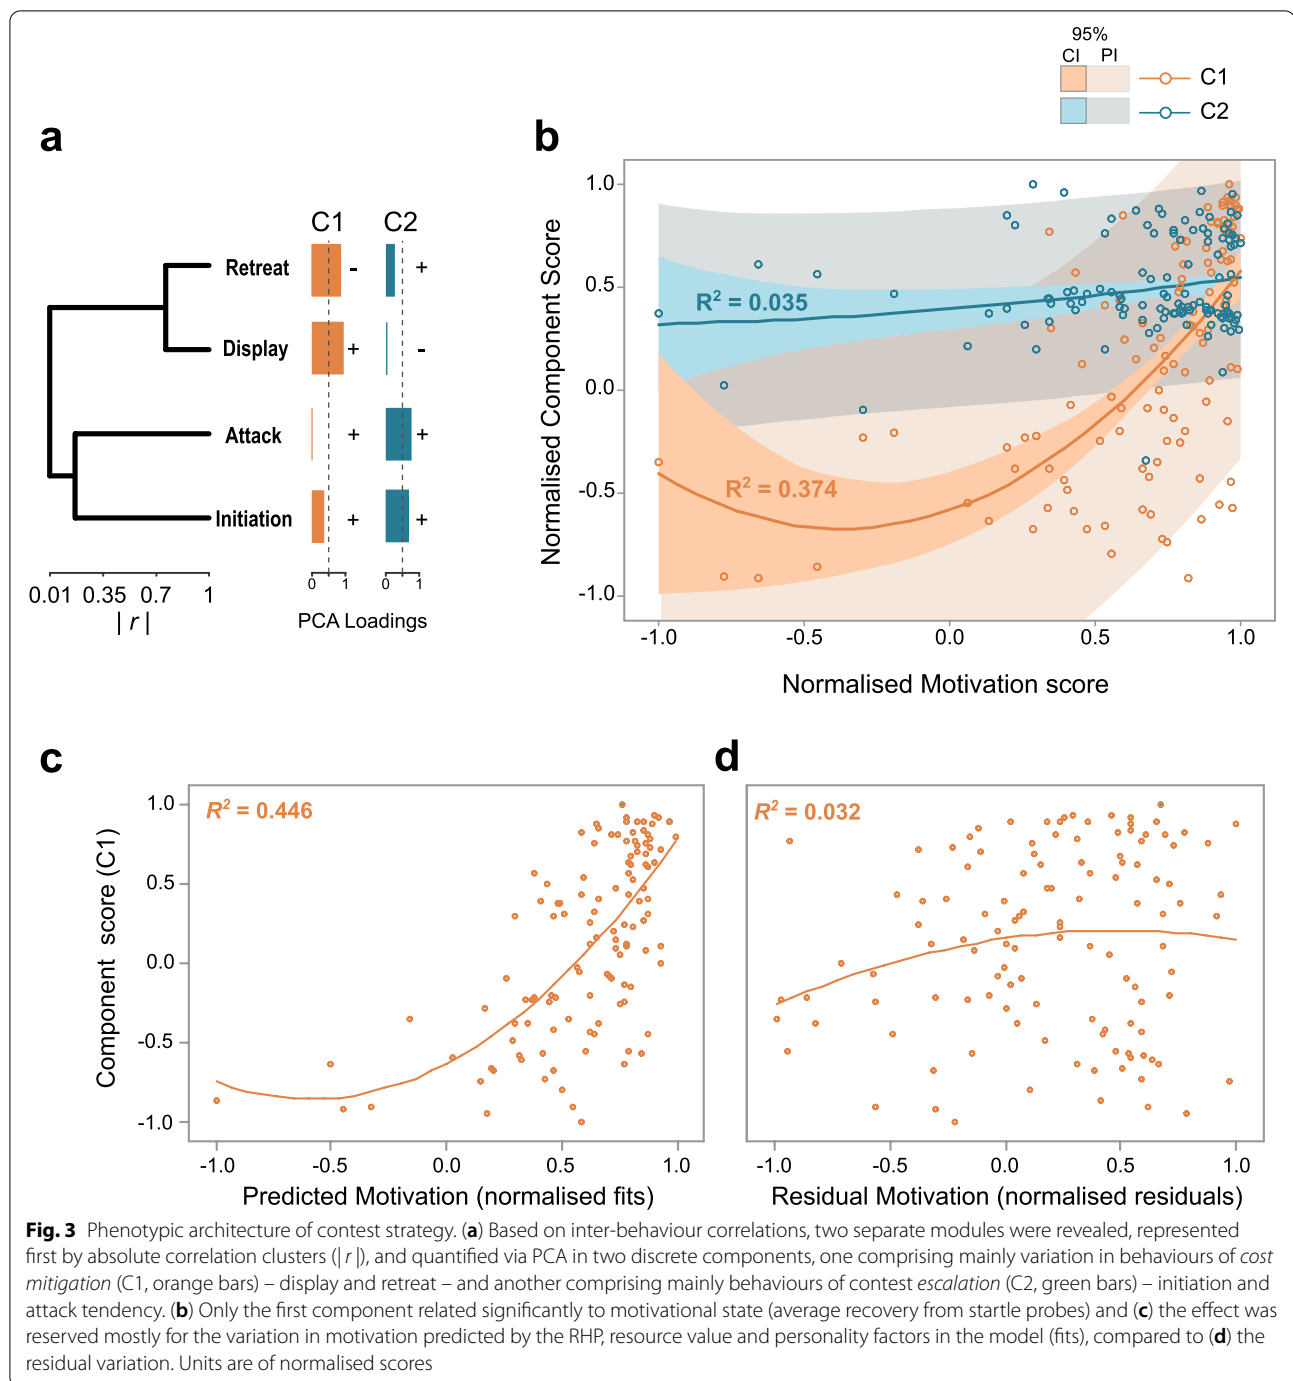 95%
CI PI
C1
C2
a
C1 C2
Retreat - +
Display + -
Attack + +
Initiation + +
0.01 0.35 0.7 1
| r |
0 1 0 1
PCA Loadings
b
Normalised Component Score
1.0
0.5
0.0
-0.5
-1.0
R² = 0.035
R² = 0.374
-1.0 -0.5 0.0 0.5 1.0
Normalised Motivation score
c
Component score (C1)
R² = 0.446
1.0
0.5
0.0
-0.5
-1.0
-1.0 -0.5 0.0 0.5 1.0
Predicted Motivation (normalised fits)
d
R² = 0.032
-1.0 -0.5 0.0 0.5 1.0
Residual Motivation (normalised residuals)
Fig. 3 Phenotypic architecture of contest strategy. (a) Based on inter-behaviour correlations, two separate modules were revealed, represented
first by absolute correlation clusters (| r |), and quantified via PCA in two discrete components, one comprising mainly variation in behaviours of cost
mitigation (C1, orange bars) – display and retreat – and another comprising mainly behaviours of contest escalation (C2, green bars) – initiation and
attack tendency. (b) Only the first component related significantly to motivational state (average recovery from startle probes) and (c) the effect was
reserved mostly for the variation in motivation predicted by the RHP, resource value and personality factors in the model (fits), compared to (d) the
residual variation. Units are of normalised scores